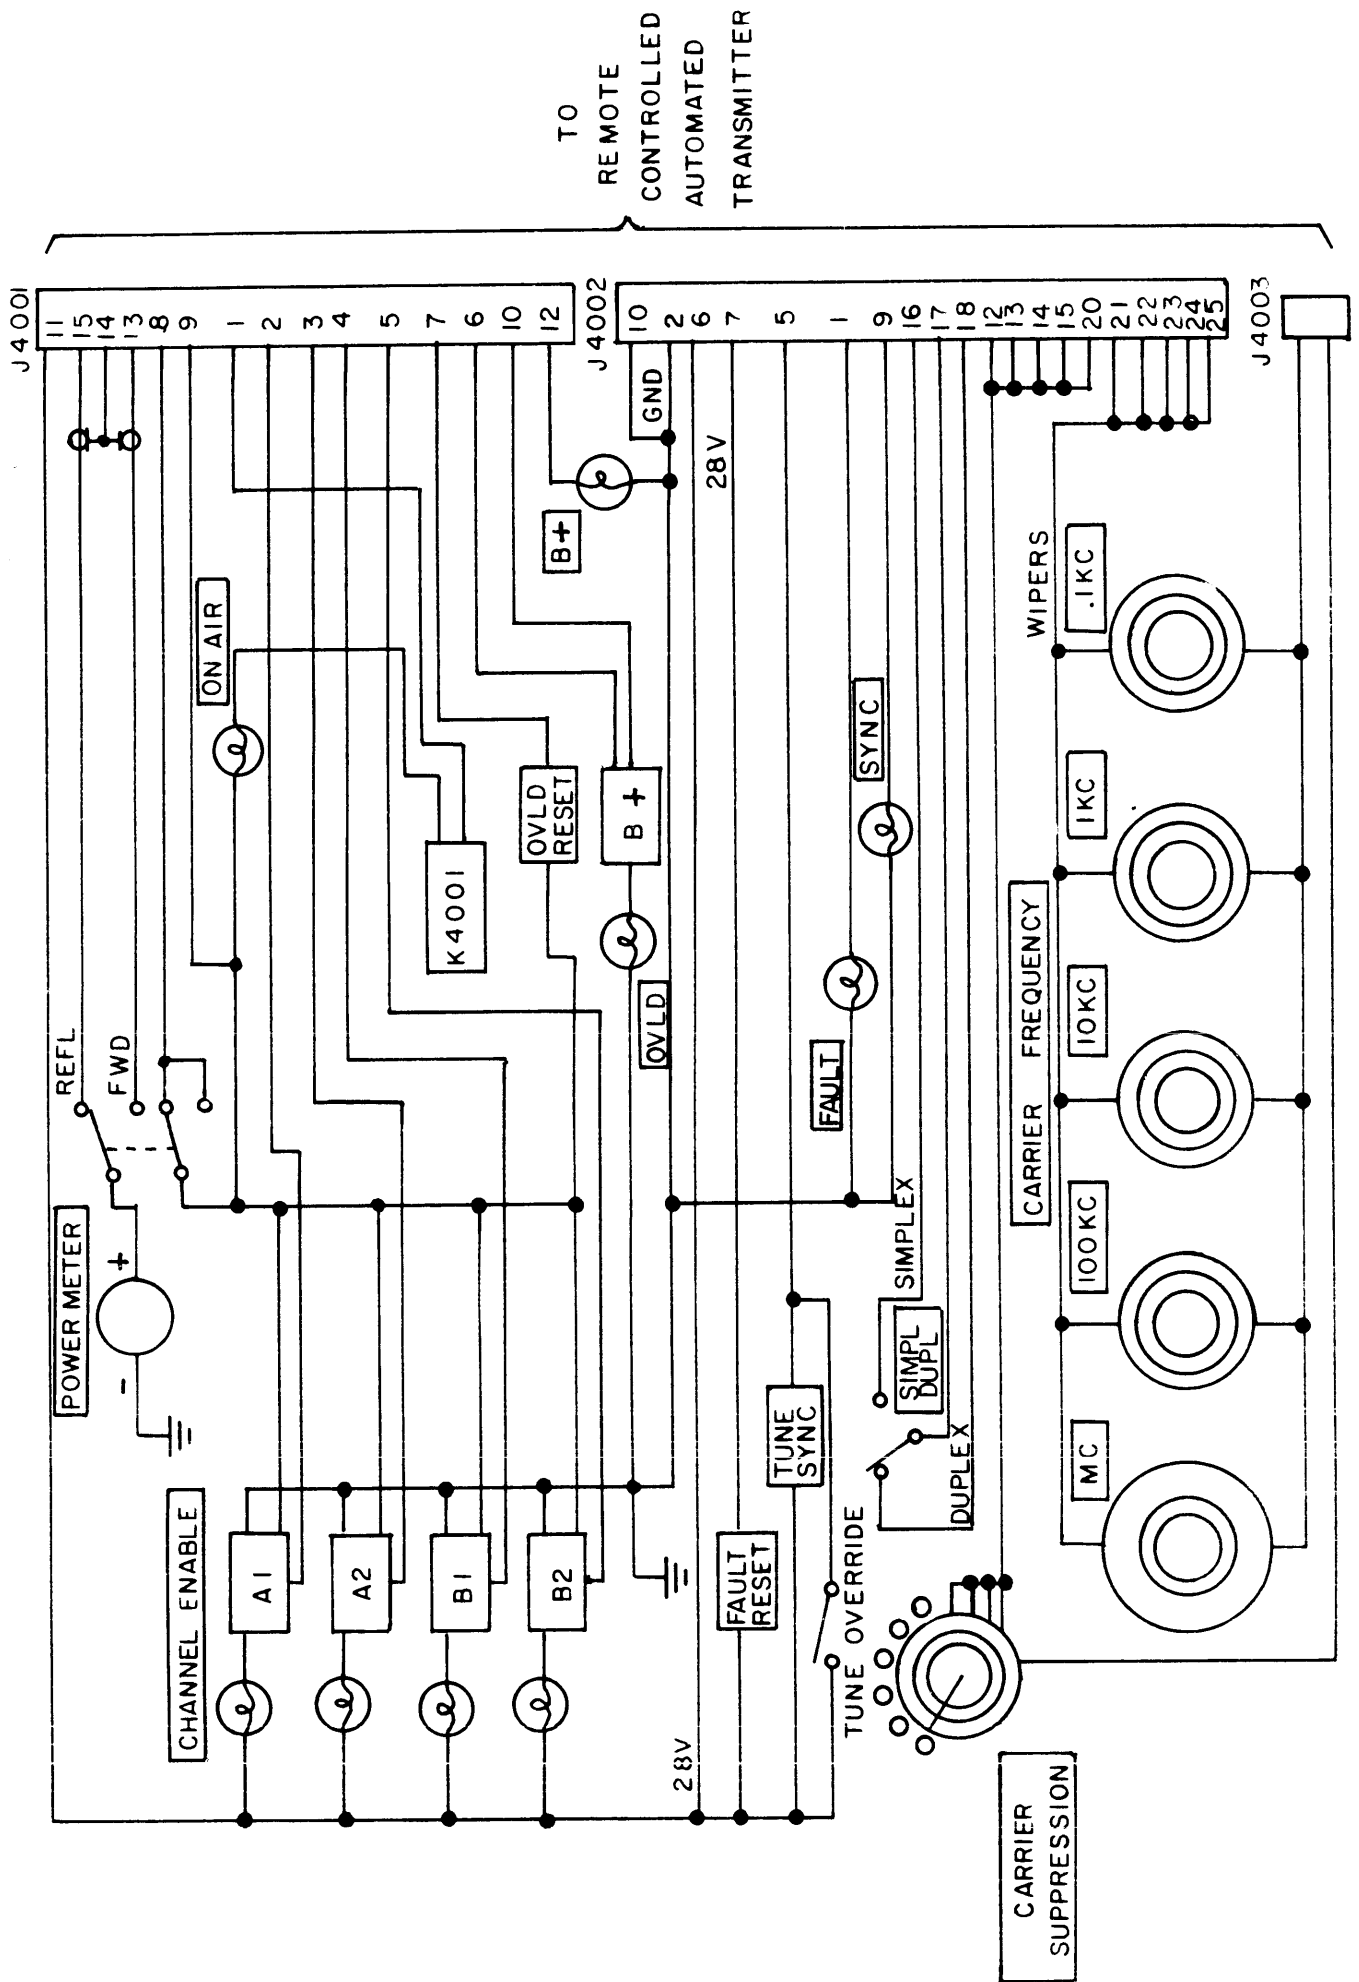 TO
REMOTE
CONTROLLED
AUTOMATED
TRANSMITTER
J4001
11
15
14
13
8
9
1
2
3
4
5
7
6
10
12
J4002
10
2
6
7
5
1
9
16
17
18
12
13
14
15
20
21
22
23
24
25
J4003
GND
28V
B+
ON AIR
WIPERS
.1KC
SYNC
1KC
OVLD
RESET
B +
K4001
OVLD
REFL
FWD
FAULT
CARRIER FREQUENCY
10KC
100KC
MC
POWER METER
+
-
SIMPLEX
SIMPL
DUPL
DUPLEX
TUNE
SYNC
CHANNEL ENABLE
A1
A2
B1
B2
FAULT
RESET
TUNE OVERRIDE
28V
CARRIER
SUPPRESSION